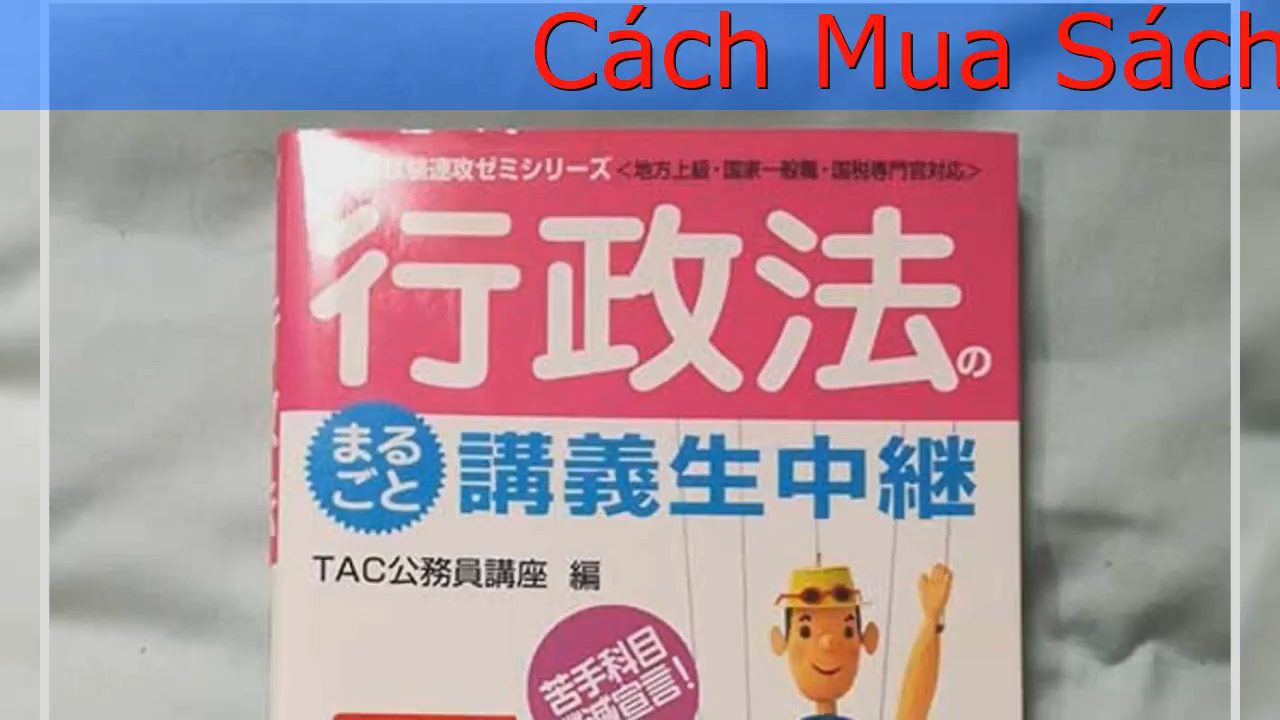 Cách Mua Sách
試験速攻ゼミシリーズ <地方上級・国家一般職・国税専門官対応>
行政法の
まるごと
講義生中継
TAC公務員講座 編
苦手科目
宣言!